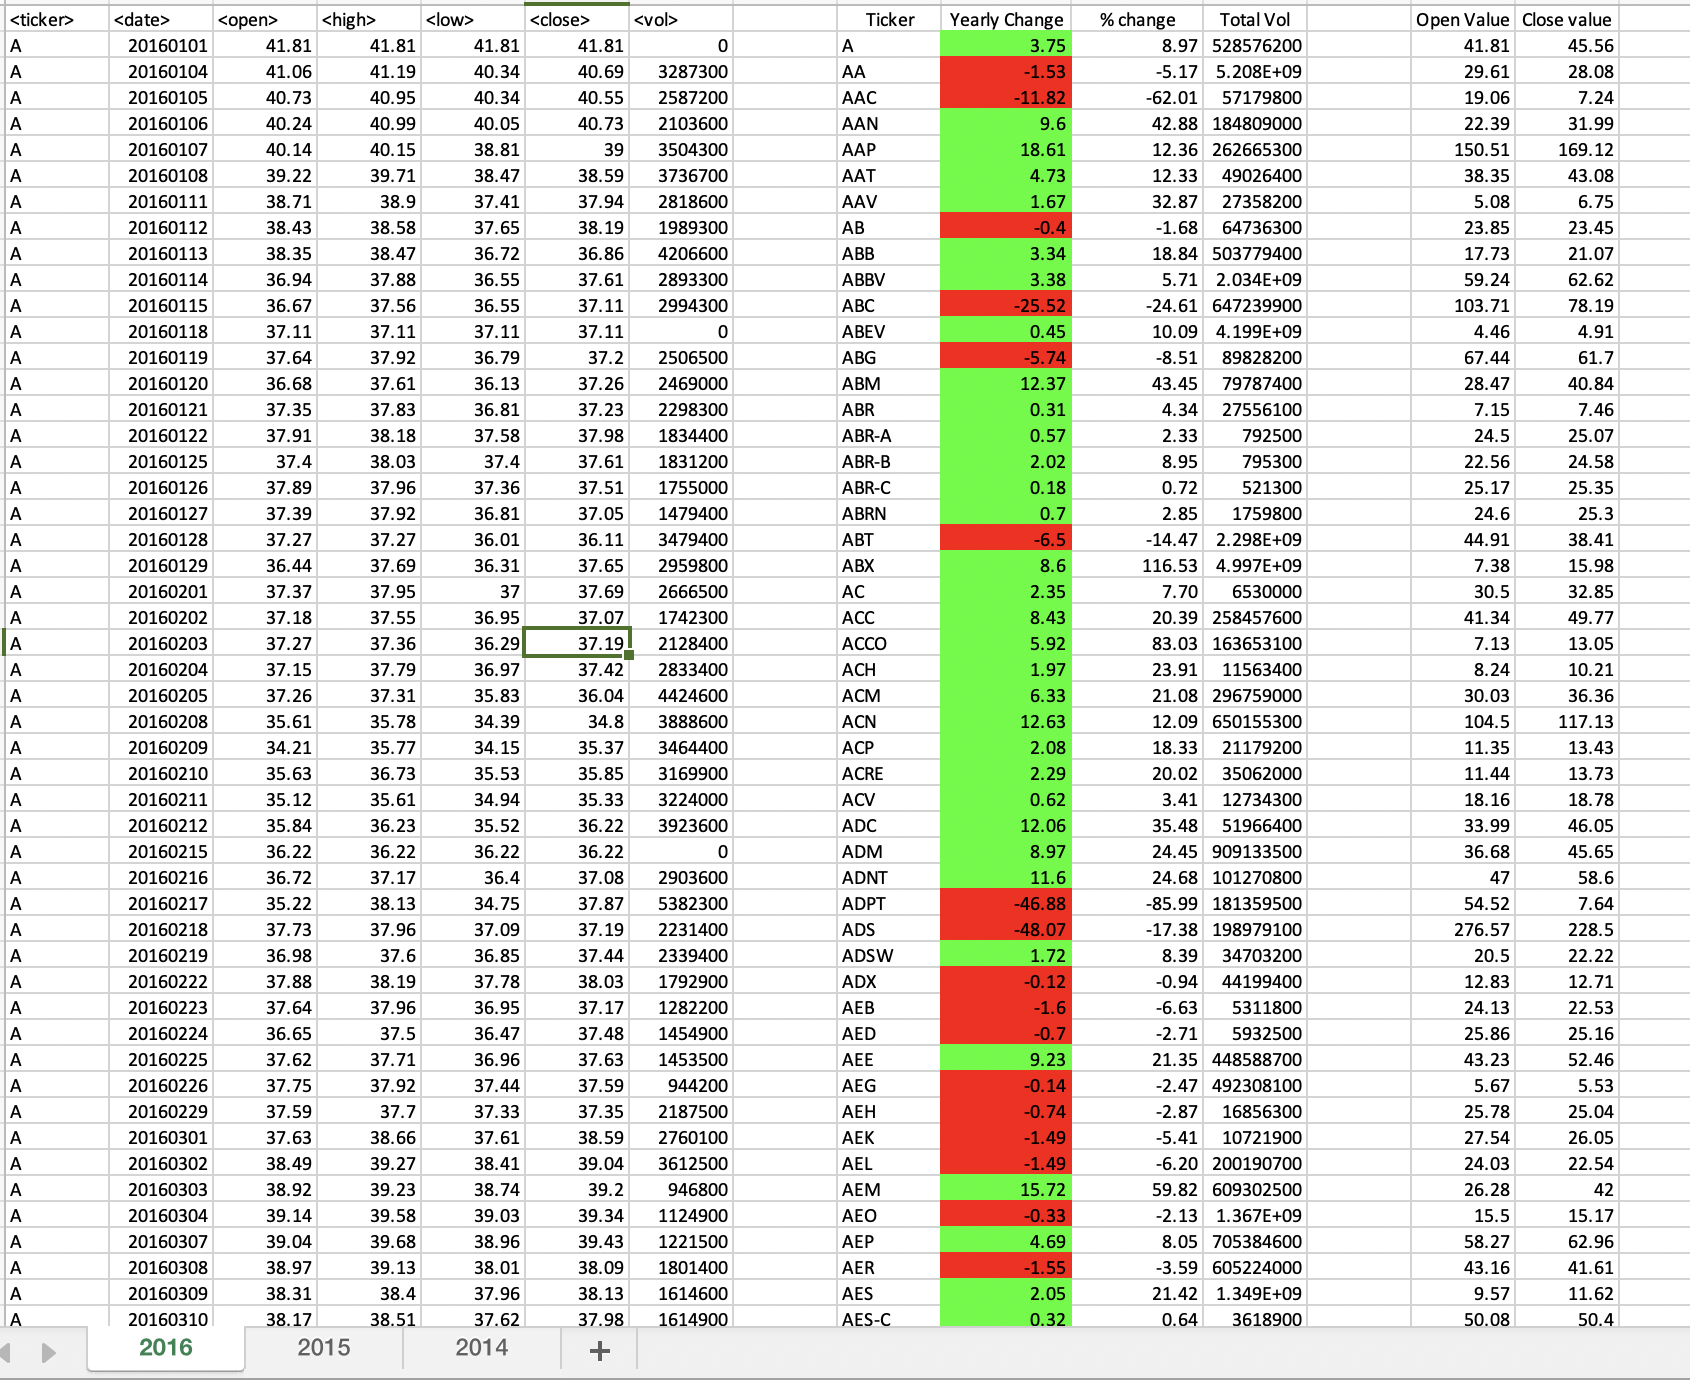 <ticker> <date> <open> <high> <low> <close> <vol> Ticker Yearly Change % change Total Vol Open Value Close value
A 20160101 41.81 41.81 41.81 41.81 0 A 3.75 8.97 528576200 41.81 45.56
A 20160104 41.06 41.19 40.34 40.69 3287300 AA -1.53 -5.17 5.208E+09 29.61 28.08
A 20160105 40.73 40.95 40.34 40.55 2587200 AAC -11.82 -62.01 57179800 19.06 7.24
A 20160106 40.24 40.99 40.05 40.73 2103600 AAN 9.6 42.88 184809000 22.39 31.99
A 20160107 40.14 40.15 38.81 39 3504300 AAP 18.61 12.36 262665300 150.51 169.12
A 20160108 39.22 39.71 38.47 38.59 3736700 AAT 4.73 12.33 49026400 38.35 43.08
A 20160111 38.71 38.9 37.41 37.94 2818600 AAV 1.67 32.87 27358200 5.08 6.75
A 20160112 38.43 38.58 37.65 38.19 1989300 AB -0.4 -1.68 64736300 23.85 23.45
A 20160113 38.35 38.47 36.72 36.86 4206600 ABB 3.34 18.84 503779400 17.73 21.07
A 20160114 36.94 37.88 36.55 37.61 2893300 ABBV 3.38 5.71 2.034E+09 59.24 62.62
A 20160115 36.67 37.56 36.55 37.11 2994300 ABC -25.52 -24.61 647239900 103.71 78.19
A 20160118 37.11 37.11 37.11 37.11 0 ABEV 0.45 10.09 4.199E+09 4.46 4.91
A 20160119 37.64 37.92 36.79 37.2 2506500 ABG -5.74 -8.51 89828200 67.44 61.7
A 20160120 36.68 37.61 36.13 37.26 2469000 ABM 12.37 43.45 79787400 28.47 40.84
A 20160121 37.35 37.83 36.81 37.23 2298300 ABR 0.31 4.34 27556100 7.15 7.46
A 20160122 37.91 38.18 37.58 37.98 1834400 ABR-A 0.57 2.33 792500 24.5 25.07
A 20160125 37.4 38.03 37.4 37.61 1831200 ABR-B 2.02 8.95 795300 22.56 24.58
A 20160126 37.89 37.96 37.36 37.51 1755000 ABR-C 0.18 0.72 521300 25.17 25.35
A 20160127 37.39 37.92 36.81 37.05 1479400 ABRN 0.7 2.85 1759800 24.6 25.3
A 20160128 37.27 37.27 36.01 36.11 3479400 ABT -6.5 -14.47 2.298E+09 44.91 38.41
A 20160129 36.44 37.69 36.31 37.65 2959800 ABX 8.6 116.53 4.997E+09 7.38 15.98
A 20160201 37.37 37.95 37 37.69 2666500 AC 2.35 7.70 6530000 30.5 32.85
A 20160202 37.18 37.55 36.95 37.07 1742300 ACC 8.43 20.39 258457600 41.34 49.77
A 20160203 37.27 37.36 36.29 37.19 2128400 ACCO 5.92 83.03 163653100 7.13 13.05
A 20160204 37.15 37.79 36.97 37.42 2833400 ACH 1.97 23.91 11563400 8.24 10.21
A 20160205 37.26 37.31 35.83 36.04 4424600 ACM 6.33 21.08 296759000 30.03 36.36
A 20160208 35.61 35.78 34.39 34.8 3888600 ACN 12.63 12.09 650155300 104.5 117.13
A 20160209 34.21 35.77 34.15 35.37 3464400 ACP 2.08 18.33 21179200 11.35 13.43
A 20160210 35.63 36.73 35.53 35.85 3169900 ACRE 2.29 20.02 35062000 11.44 13.73
A 20160211 35.12 35.61 34.94 35.33 3224000 ACV 0.62 3.41 12734300 18.16 18.78
A 20160212 35.84 36.23 35.52 36.22 3923600 ADC 12.06 35.48 51966400 33.99 46.05
A 20160215 36.22 36.22 36.22 36.22 0 ADM 8.97 24.45 909133500 36.68 45.65
A 20160216 36.72 37.17 36.4 37.08 2903600 ADNT 11.6 24.68 101270800 47 58.6
A 20160217 35.22 38.13 34.75 37.87 5382300 ADPT -46.88 -85.99 181359500 54.52 7.64
A 20160218 37.73 37.96 37.09 37.19 2231400 ADS -48.07 -17.38 198979100 276.57 228.5
A 20160219 36.98 37.6 36.85 37.44 2339400 ADSW 1.72 8.39 34703200 20.5 22.22
A 20160222 37.88 38.19 37.78 38.03 1792900 ADX -0.12 -0.94 44199400 12.83 12.71
A 20160223 37.64 37.96 36.95 37.17 1282200 AEB -1.6 -6.63 5311800 24.13 22.53
A 20160224 36.65 37.5 36.47 37.48 1454900 AED -0.7 -2.71 5932500 25.86 25.16
A 20160225 37.62 37.71 36.96 37.63 1453500 AEE 9.23 21.35 448588700 43.23 52.46
A 20160226 37.75 37.92 37.44 37.59 944200 AEG -0.14 -2.47 492308100 5.67 5.53
A 20160229 37.59 37.7 37.33 37.35 2187500 AEH -0.74 -2.87 16856300 25.78 25.04
A 20160301 37.63 38.66 37.61 38.59 2760100 AEK -1.49 -5.41 10721900 27.54 26.05
A 20160302 38.49 39.27 38.41 39.04 3612500 AEL -1.49 -6.20 200190700 24.03 22.54
A 20160303 38.92 39.23 38.74 39.2 946800 AEM 15.72 59.82 609302500 26.28 42
A 20160304 39.14 39.58 39.03 39.34 1124900 AEO -0.33 -2.13 1.367E+09 15.5 15.17
A 20160307 39.04 39.68 38.96 39.43 1221500 AEP 4.69 8.05 705384600 58.27 62.96
A 20160308 38.97 39.13 38.01 38.09 1801400 AER -1.55 -3.59 605224000 43.16 41.61
A 20160309 38.31 38.4 37.96 38.13 1614600 AES 2.05 21.42 1.349E+09 9.57 11.62
A 20160310 38.17 38.51 37.62 37.98 1614900 AES-C 0.32 0.64 3618900 50.08 50.4
2016 2015 2014 +